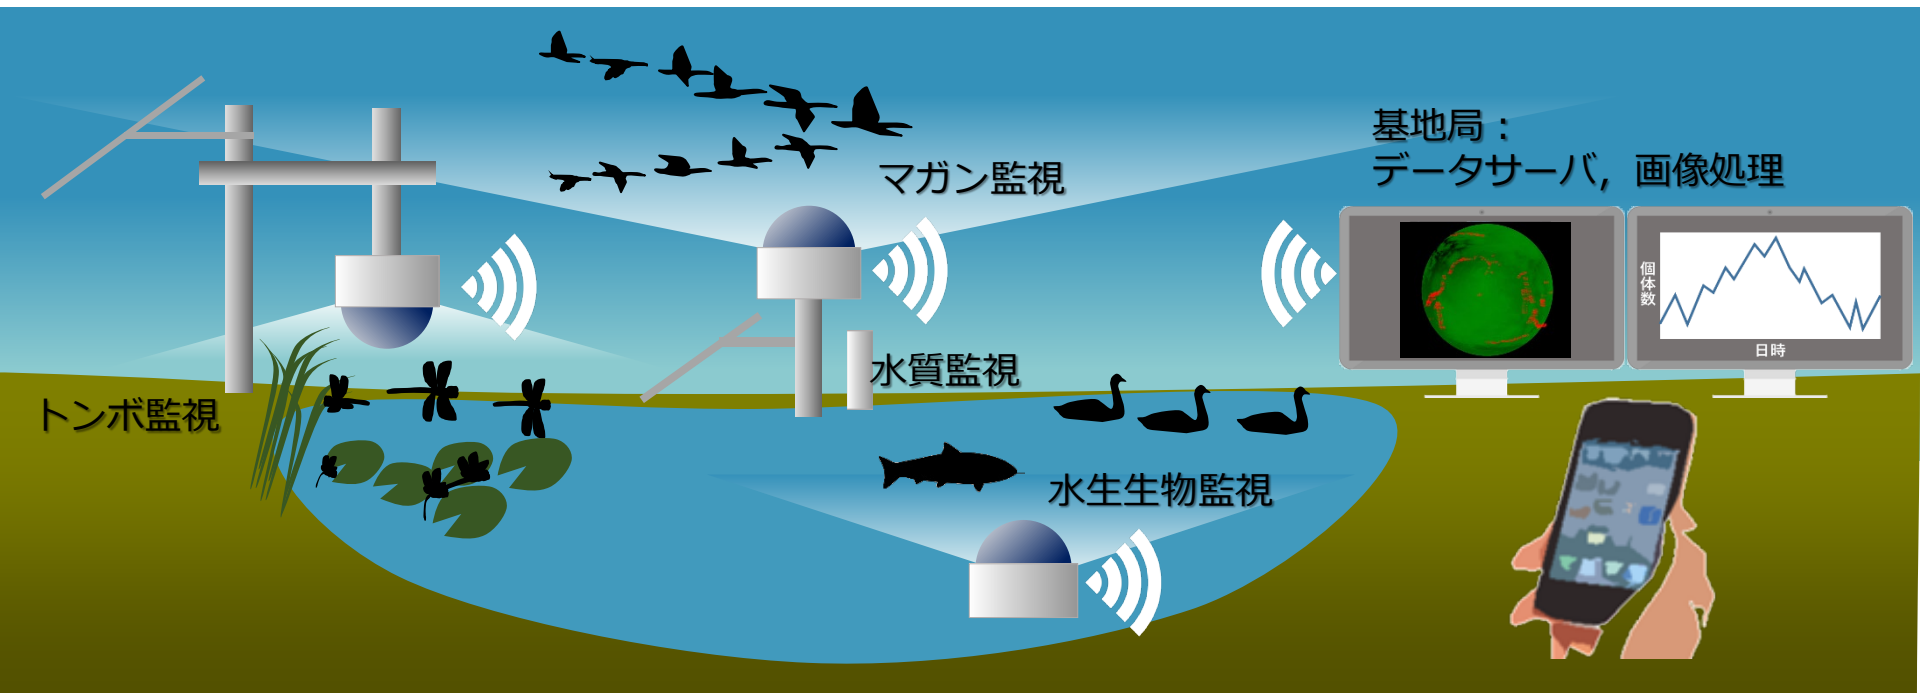 マガン監視
基地局：
データサーバ，画像処理
個体数
日時
水質監視
トンボ監視
水生生物監視